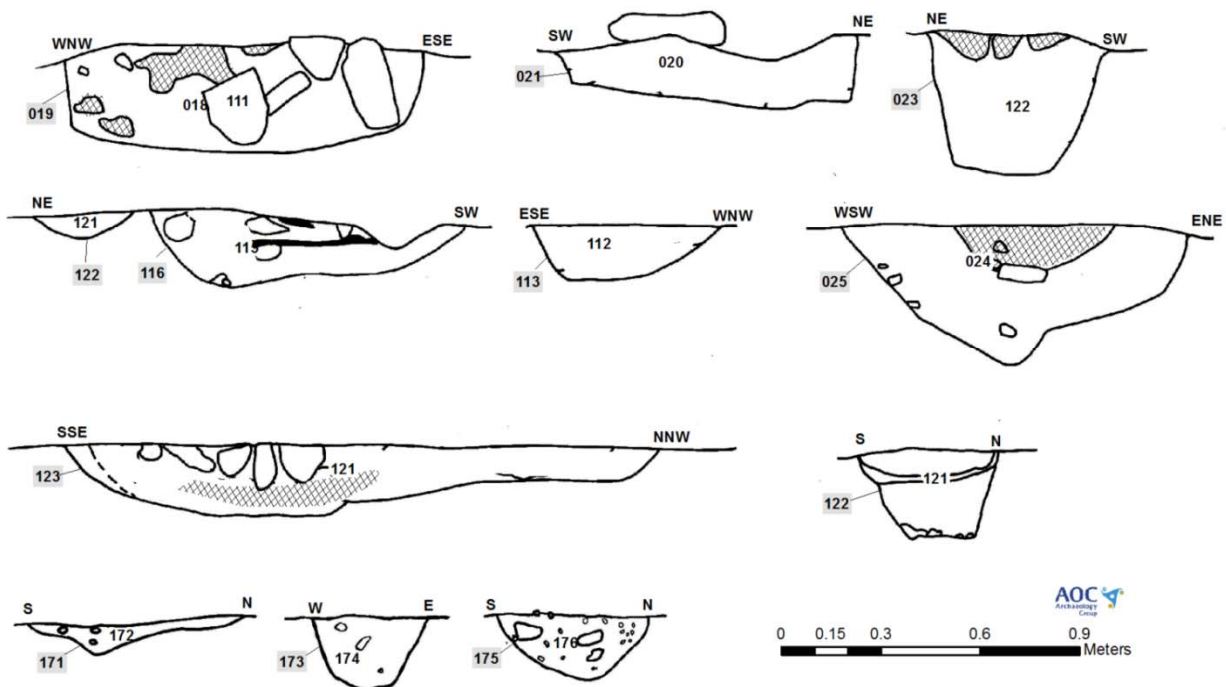 WNW
ESE
018
111
019
SW
NE
020
021
NE
SW
023
122
NE
SW
121
115
122
116
ESE
WNW
112
113
WSW
ENE
024
025
SSE
NNW
123
121
S
N
121
122
S
N
172
171
W
E
174
173
S
N
176
175
AOC
Archaeology
Group
0 0.15 0.3 0.6 0.9
Meters